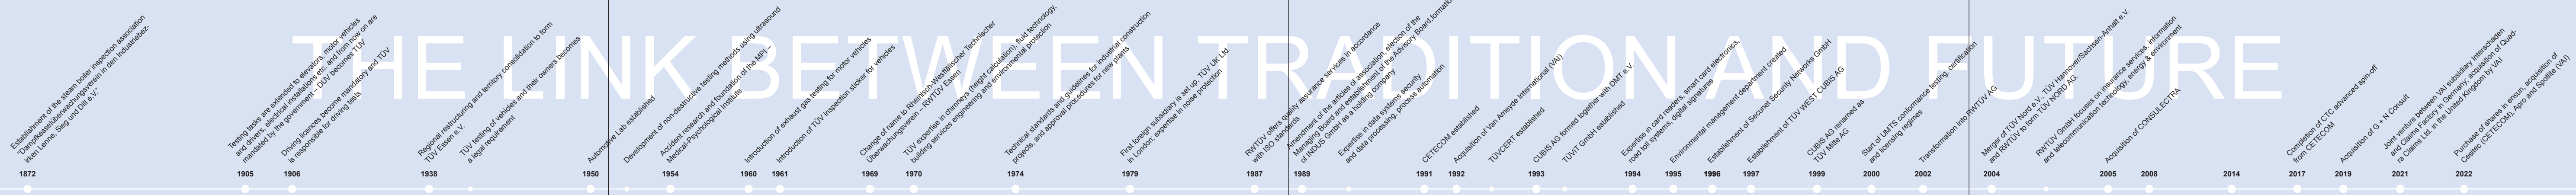 THE LINK BETWEEN TRADITION AND FUTURE
Establishment of the steam boiler inspection association
"Dampfkesselüberwachungsverein in den Industriebez-
irken Lenne, Sieg und Dill e.V."
1872
Testing tasks are extended to elevators, motor vehicles
and drivers, electrical installations etc. and from now on are
mandated by the government – DÜV becomes TÜV
1905
Driving licences become mandatory and TÜV
is responsible for drivers tests
1906
Regional restructuring and territory consolidation to form
TÜV Essen e.V.
1938
TÜV testing of vehicles and their owners becomes
a legal requirement
Automotive Lab established
1950
Development of non-destructive testing methods using ultrasound
Accident research and foundation of the MPI –
Medical-Psychological Institute
1954
Introduction of exhaust gas testing for motor vehicles
1960
Introduction of TÜV inspection sticker for vehicles
1961
Change of name to Rheinisch-Westfälischer Technischer
Überwachungsverein – RWTÜV Essen
1969
TÜV expertise in chimneys (height calculation), fluid technology,
building services engineering and environmental protection
1970
Technical standards and guidelines for industrial construction
projects, and approval procedures for new plants
1974
First foreign subsidiary is set up, TÜV UK Ltd.
in London, expertise in noise protection
1979
RWTÜV offers quality assurance services in accordance
with ISO standards
1987
Amendment of the articles of association, election of the
Managing Board and establishment of the Advisory Board, formation
of INDUS GmbH as a holding company
1989
Expertise in data systems security
and data processing, process automation
CETECOM established
1991
Acquisition of Van Ameyde International (VAI)
1992
TÜVCERT established
CUBIS AG formed together with DMT e.V.
1993
TÜViT GmbH established
Expertise in card readers, smart card electronics,
road toll systems, digital signatures
1994
Environmental management department created
1995
Establishment of Secunet Security Networks GmbH
1996
Establishment of TÜV WEST CUBIS AG
1997
CUBIS AG renamed as
TÜV Mitte AG
1999
Start of UMTS conformance testing, certification
and licensing regimes
2000
Transformation into RWTÜV AG
2002
Merger of TÜV Nord e.V., TÜV Hannover/Sachsen-Anhalt e.V.
and RWTÜV to form TÜV NORD AG.
2004
RWTÜV GmbH focuses on insurance services, information
and telecommunication technology, energy & environment
Acquisition of CONSULECTRA
2005
2008
2014
Completion of CTC advanced spin-off
from CETECOM
2017
Acquisition of G + N Consult
2019
Joint venture between VAI subsidiary Interschaden
and Claims Factory in Germany; acquisition of Quad-
ra Claims Ltd. in the United Kingdom by VAI
2021
Purchase of shares in ensun, acquisition of
Cesitec (CETECOM), Apro and Spotlite (VAI)
2022